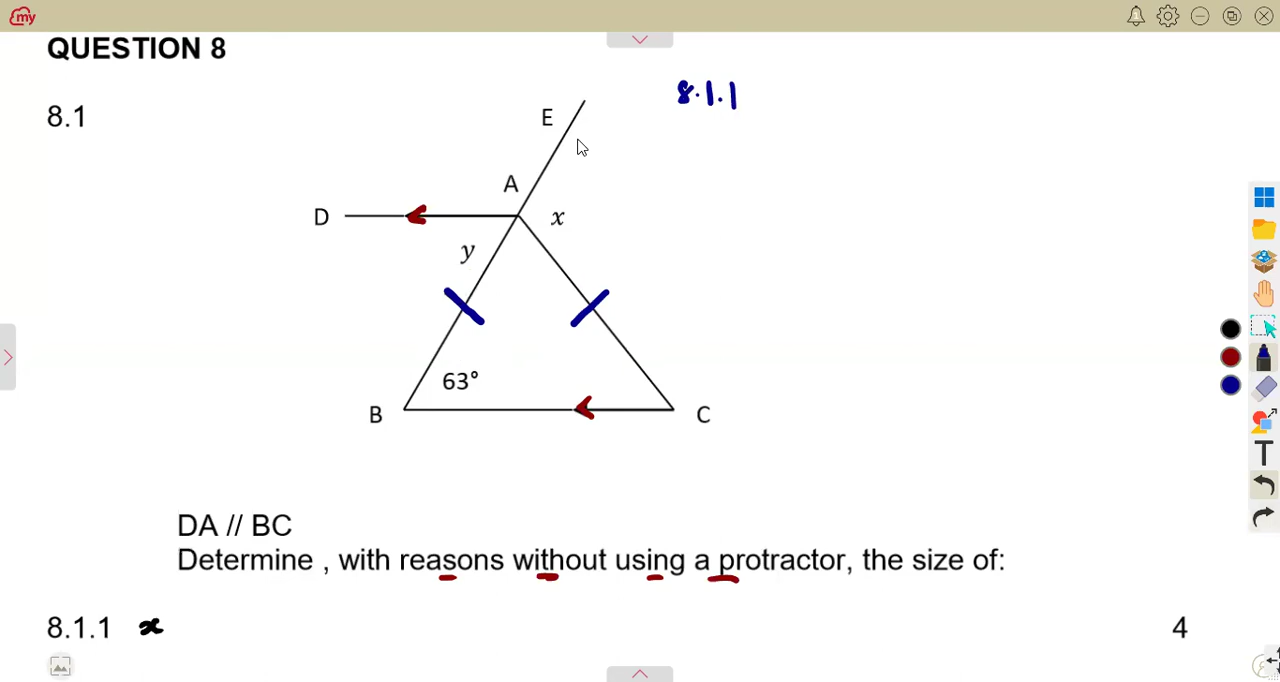 my
QUESTION 8
8.1.1
8.1
E
A
D
x
y
63°
B
C
DA // BC
Determine , with reasons without using a protractor, the size of:
8.1.1 x 4
T